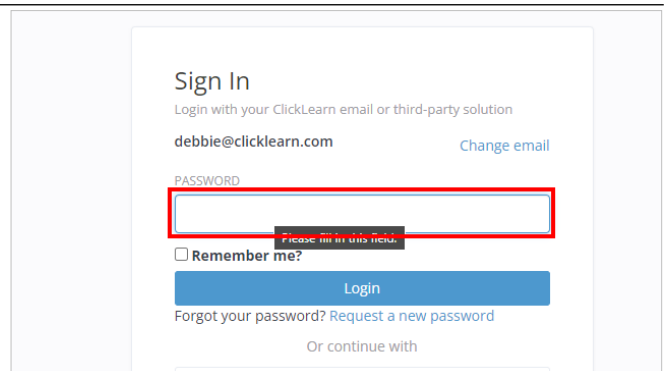 Sign In
Login with your ClickLearn email or third-party solution
debbie@clicklearn.com Change email
PASSWORD
Please fill in this field.
Remember me?
Login
Forgot your password? Request a new password
Or continue with